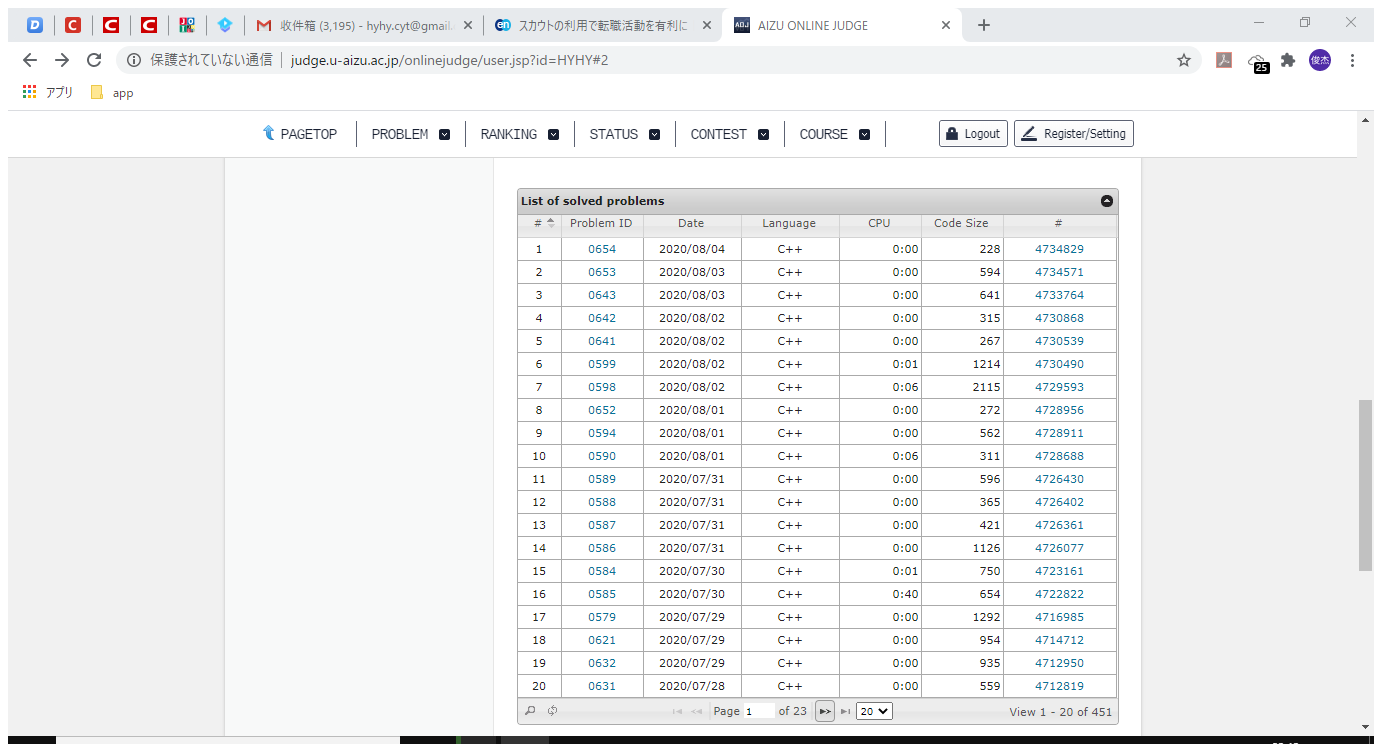 D C C C JO OI 收件箱 (3,195) - hyhy.cyt@gmail. en スカウトの利用で転職活動を有利に AOJ AIZU ONLINE JUDGE
保護されていない通信 judge.u-aizu.ac.jp/onlinejudge/user.jsp?id=HYHY#2 25 俊杰
アプリ app
PAGETOP PROBLEM RANKING STATUS CONTEST COURSE Logout Register/Setting
List of solved problems
# Problem ID Date Language CPU Code Size #
1 0654 2020/08/04 C++ 0:00 228 4734829
2 0653 2020/08/03 C++ 0:00 594 4734571
3 0643 2020/08/03 C++ 0:00 641 4733764
4 0642 2020/08/02 C++ 0:00 315 4730868
5 0641 2020/08/02 C++ 0:00 267 4730539
6 0599 2020/08/02 C++ 0:01 1214 4730490
7 0598 2020/08/02 C++ 0:06 2115 4729593
8 0652 2020/08/01 C++ 0:00 272 4728956
9 0594 2020/08/01 C++ 0:00 562 4728911
10 0590 2020/08/01 C++ 0:06 311 4728688
11 0589 2020/07/31 C++ 0:00 596 4726430
12 0588 2020/07/31 C++ 0:00 365 4726402
13 0587 2020/07/31 C++ 0:00 421 4726361
14 0586 2020/07/31 C++ 0:00 1126 4726077
15 0584 2020/07/30 C++ 0:01 750 4723161
16 0585 2020/07/30 C++ 0:40 654 4722822
17 0579 2020/07/29 C++ 0:00 1292 4716985
18 0621 2020/07/29 C++ 0:00 954 4714712
19 0632 2020/07/29 C++ 0:00 935 4712950
20 0631 2020/07/28 C++ 0:00 559 4712819
Page 1 of 23 20 View 1 - 20 of 451